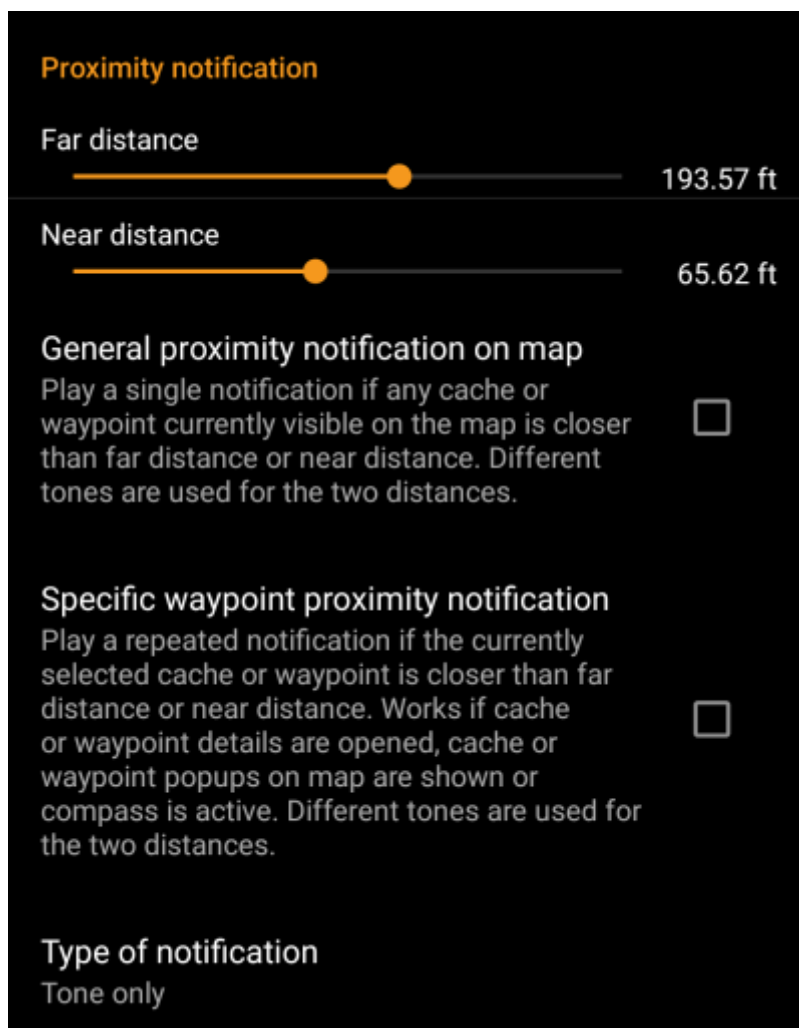 Proximity notification
Far distance
193.57 ft
Near distance
65.62 ft
General proximity notification on map
Play a single notification if any cache or
waypoint currently visible on the map is closer
than far distance or near distance. Different
tones are used for the two distances.
Specific waypoint proximity notification
Play a repeated notification if the currently
selected cache or waypoint is closer than far
distance or near distance. Works if cache
or waypoint details are opened, cache or
waypoint popups on map are shown or
compass is active. Different tones are used for
the two distances.
Type of notification
Tone only